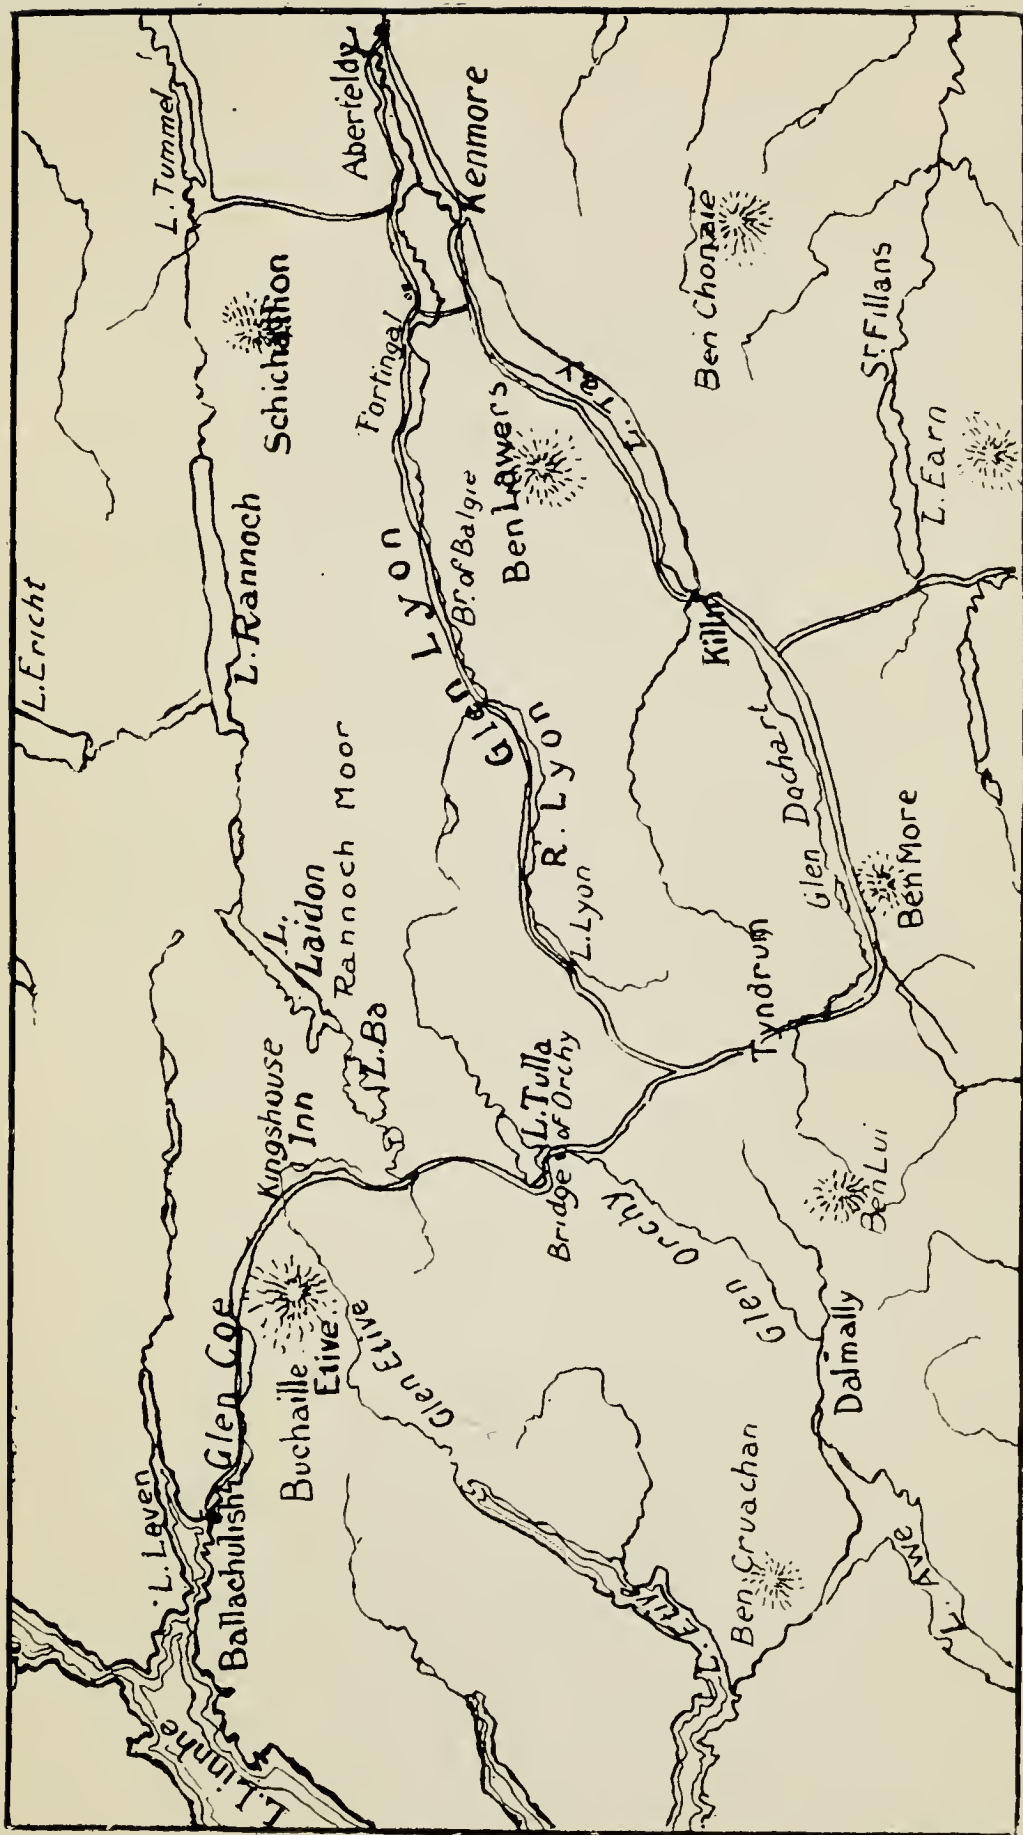 L. Ericht
L. Tummel
Aberfeldy
L. Linnhe
L. Leven
Ballachulish
Glen Coe
Kingshouse
Inn
L.
Laidon
Rannoch Moor
L. Ba
L. Rannoch
Schichallion
Fortingal
Kenmore
Buchaille
Etive
Glen Etive
Glen Lyon
Br. of Balgie
Ben Lawers
L. Tay
R. Lyon
L. Lyon
L. Tulla
Bridge of Orchy
Glen Orchy
Tyndrum
Killin
Glen Dochart
Ben More
Ben Chonzie
St. Fillans
L. Earn
L. Etive
Ben Cruachan
Dalmally
Ben Lui
L. Awe